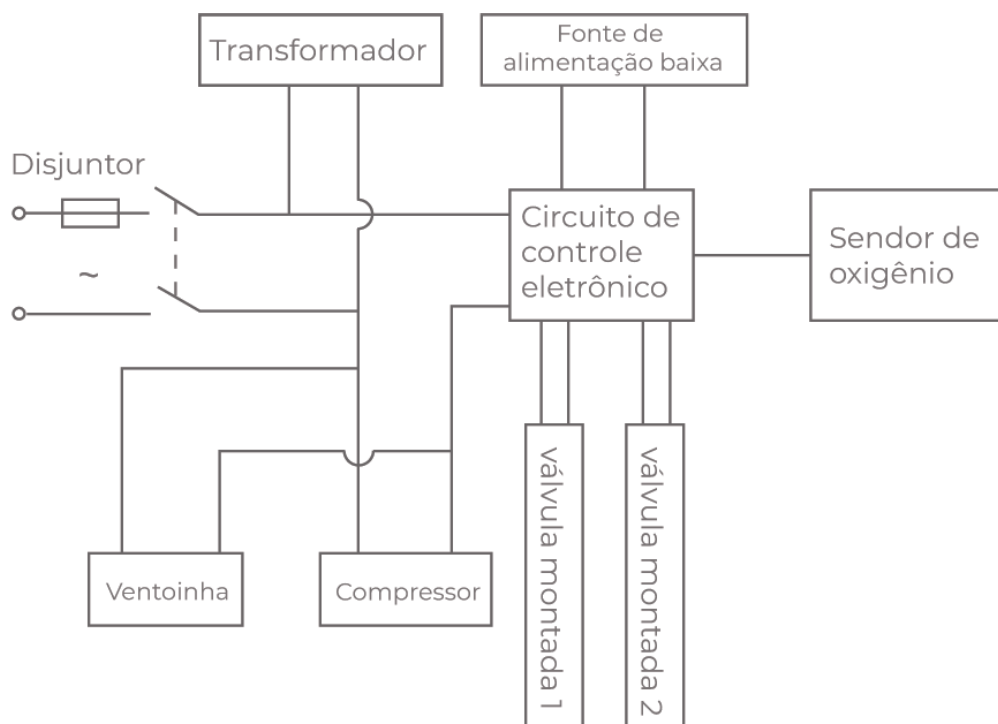 Transformador
Fonte de
alimentação baixa
Disjuntor
~
Circuito de
controle
eletrônico
Sendor de
oxigênio
Ventoinha
Compressor
válvula montada 1
válvula montada 2